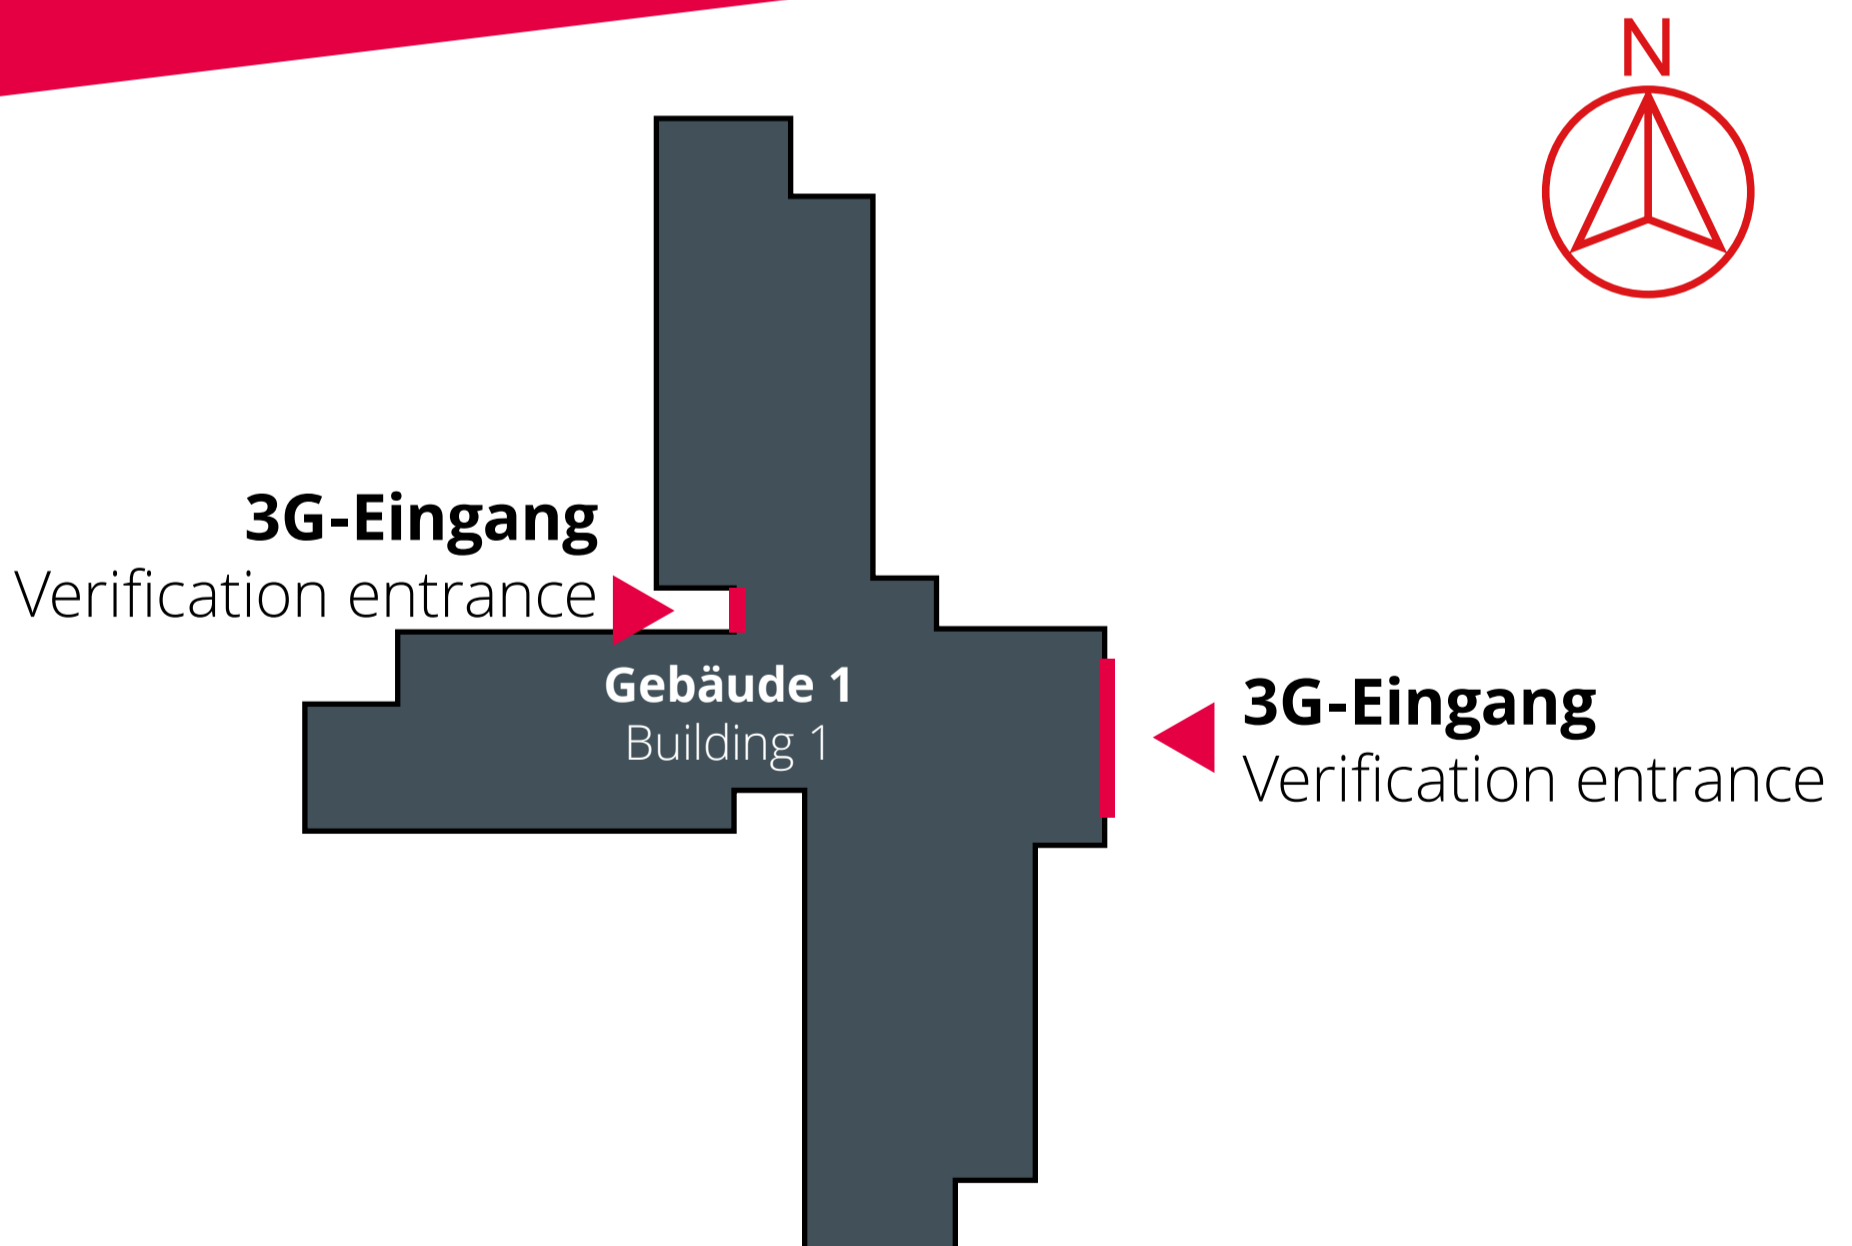 N
3G-Eingang
Verification entrance
Gebäude 1
Building 1
3G-Eingang
Verification entrance